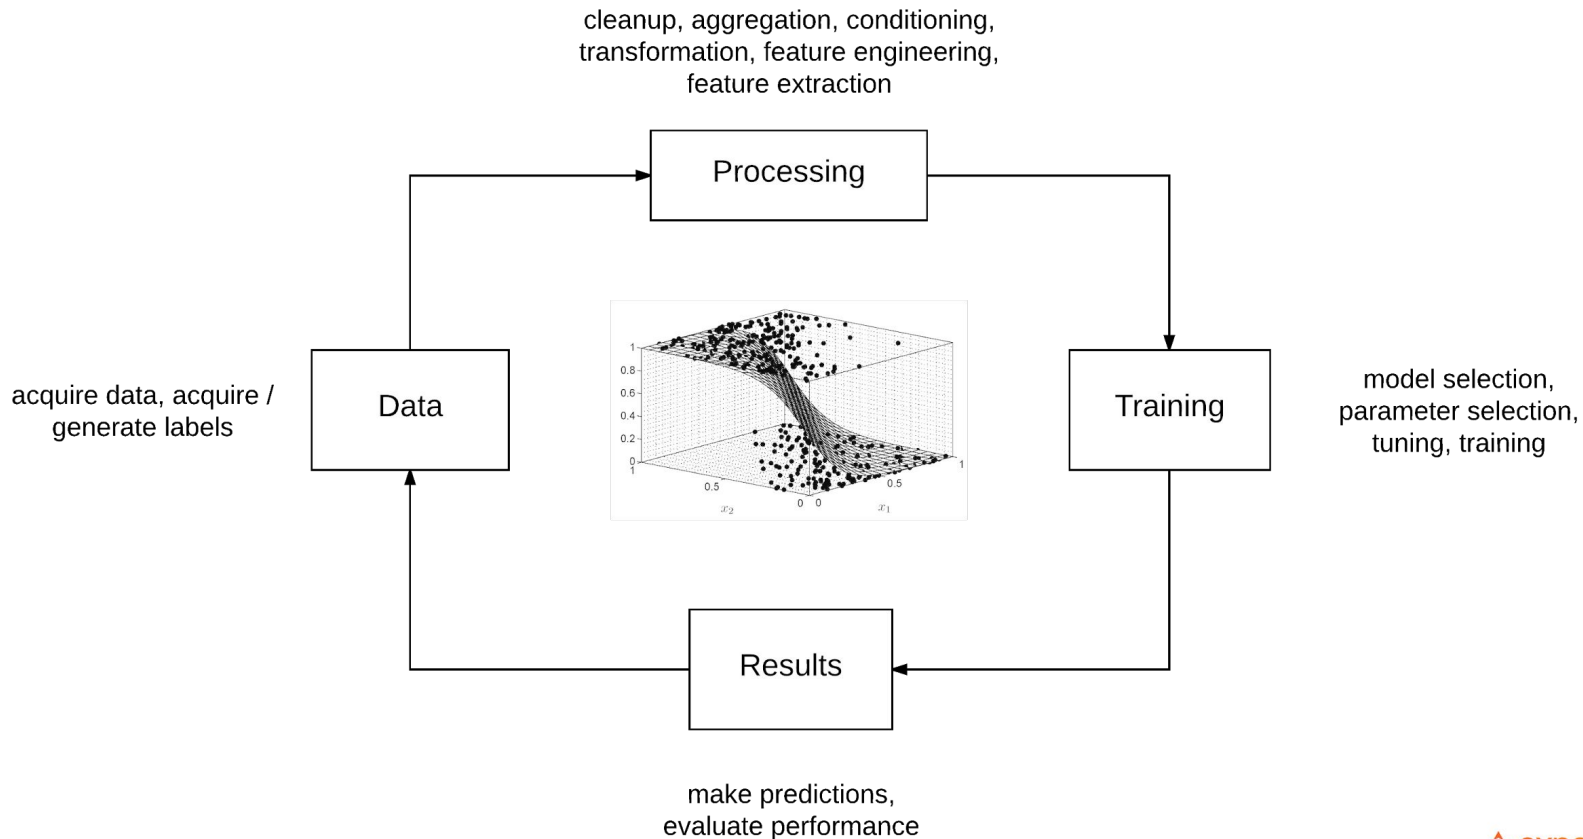 cleanup, aggregation, conditioning,
transformation, feature engineering,
feature extraction
Processing
acquire data, acquire /
generate labels
Data
1
0.8
0.6
0.4
0.2
0
1
0.5
0
x₂
0
0.5
1
x₁
Training
model selection,
parameter selection,
tuning, training
Results
make predictions,
evaluate performance